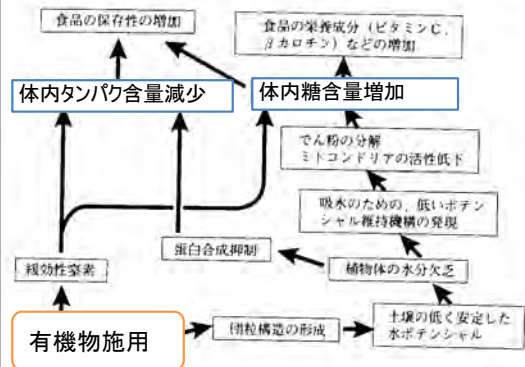 食品の保存性の増加
食品の栄養成分（ビタミンC、
βカロチン）などの増加
体内タンパク含量減少
体内糖含量増加
でん粉の分解
ミトコンドリアの活性低下
吸水のための、低いポテン
シャル維持機構の発現
蛋白合成抑制
緩効性窒素
植物体の水分欠乏
有機物施用
団粒構造の形成
土壌の低く安定した
水ポテンシャル